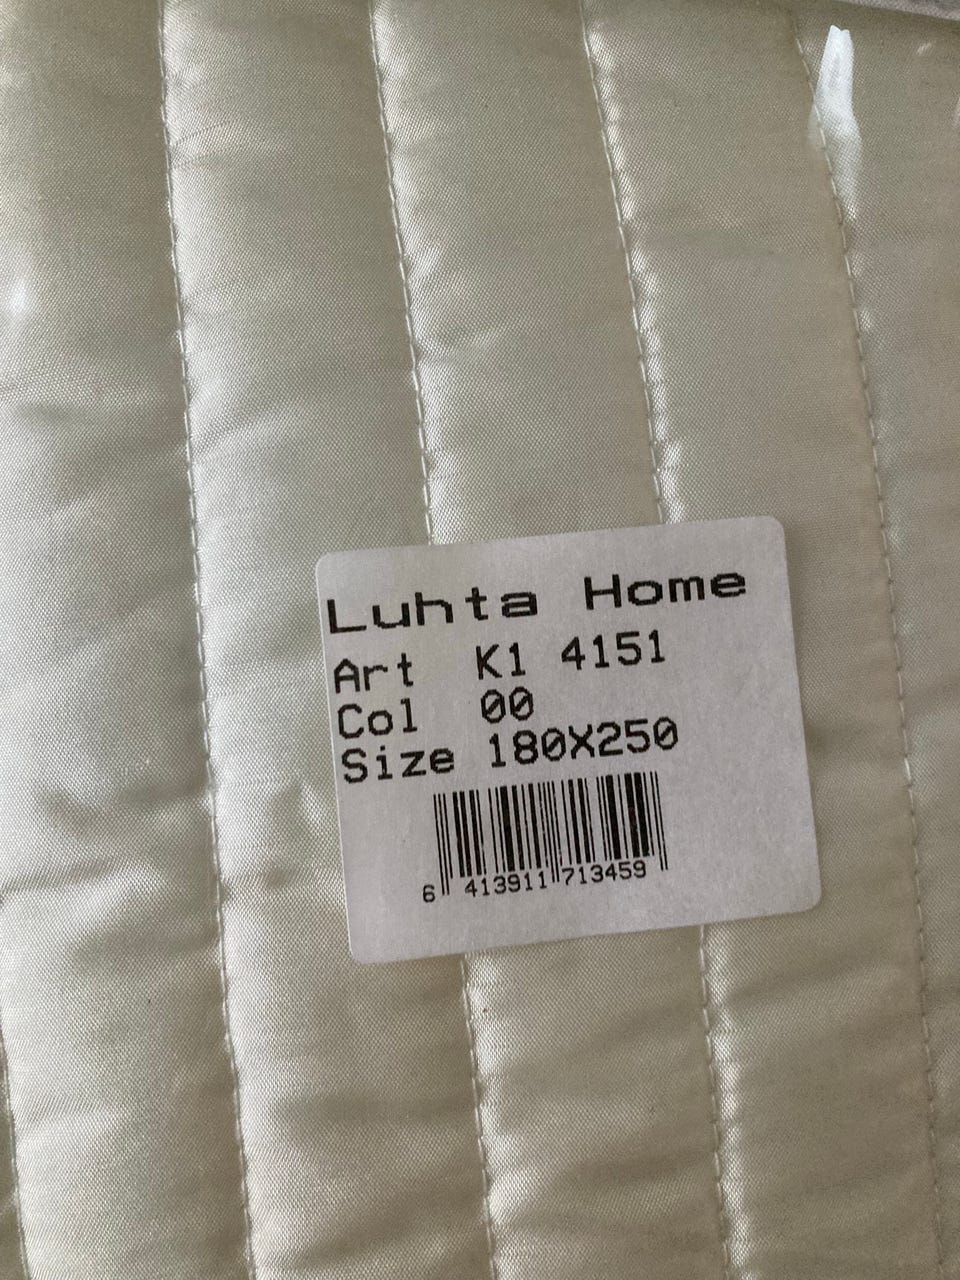 Luhta Home
Art K1 4151
Col 00
Size 180X250
6 413911 713459